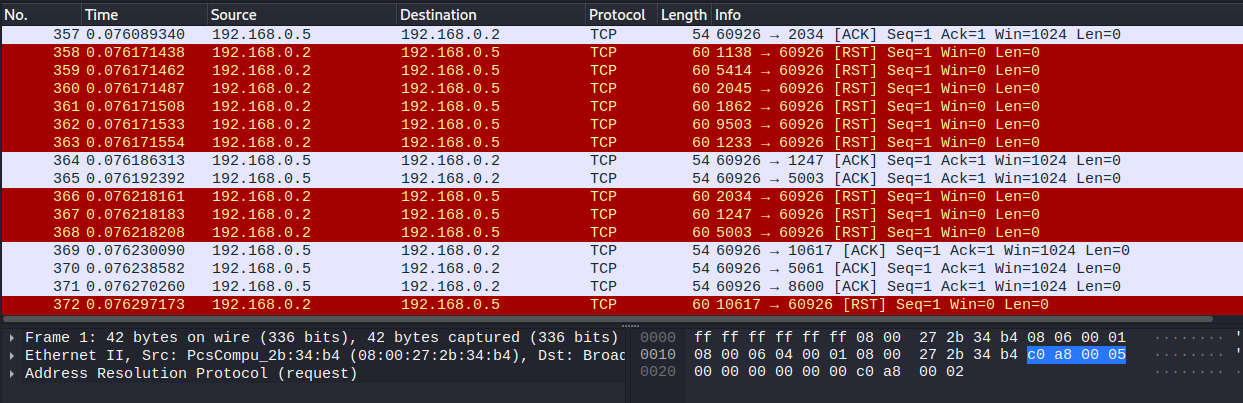 No. Time Source Destination Protocol Length Info
357 0.076089340 192.168.0.5 192.168.0.2 TCP 54 60926 → 2034 [ACK] Seq=1 Ack=1 Win=1024 Len=0
358 0.076171438 192.168.0.2 192.168.0.5 TCP 60 1138 → 60926 [RST] Seq=1 Win=0 Len=0
359 0.076171462 192.168.0.2 192.168.0.5 TCP 60 5414 → 60926 [RST] Seq=1 Win=0 Len=0
360 0.076171487 192.168.0.2 192.168.0.5 TCP 60 2045 → 60926 [RST] Seq=1 Win=0 Len=0
361 0.076171508 192.168.0.2 192.168.0.5 TCP 60 1862 → 60926 [RST] Seq=1 Win=0 Len=0
362 0.076171533 192.168.0.2 192.168.0.5 TCP 60 9503 → 60926 [RST] Seq=1 Win=0 Len=0
363 0.076171554 192.168.0.2 192.168.0.5 TCP 60 1233 → 60926 [RST] Seq=1 Win=0 Len=0
364 0.076186313 192.168.0.5 192.168.0.2 TCP 54 60926 → 1247 [ACK] Seq=1 Ack=1 Win=1024 Len=0
365 0.076192392 192.168.0.5 192.168.0.2 TCP 54 60926 → 5003 [ACK] Seq=1 Ack=1 Win=1024 Len=0
366 0.076218161 192.168.0.2 192.168.0.5 TCP 60 2034 → 60926 [RST] Seq=1 Win=0 Len=0
367 0.076218183 192.168.0.2 192.168.0.5 TCP 60 1247 → 60926 [RST] Seq=1 Win=0 Len=0
368 0.076218208 192.168.0.2 192.168.0.5 TCP 60 5003 → 60926 [RST] Seq=1 Win=0 Len=0
369 0.076230090 192.168.0.5 192.168.0.2 TCP 54 60926 → 10617 [ACK] Seq=1 Ack=1 Win=1024 Len=0
370 0.076238582 192.168.0.5 192.168.0.2 TCP 54 60926 → 5061 [ACK] Seq=1 Ack=1 Win=1024 Len=0
371 0.076270260 192.168.0.5 192.168.0.2 TCP 54 60926 → 8600 [ACK] Seq=1 Ack=1 Win=1024 Len=0
372 0.076297173 192.168.0.2 192.168.0.5 TCP 60 10617 → 60926 [RST] Seq=1 Win=0 Len=0
Frame 1: 42 bytes on wire (336 bits), 42 bytes captured (336 bits)
Ethernet II, Src: PcsCompu_2b:34:b4 (08:00:27:2b:34:b4), Dst: Broad
Address Resolution Protocol (request)
0000 ff ff ff ff ff ff 08 00 27 2b 34 b4 08 06 00 01 ········ '
0010 08 00 06 04 00 01 08 00 27 2b 34 b4 c0 a8 00 05 ········ '
0020 00 00 00 00 00 00 c0 a8 00 02 ········ ·